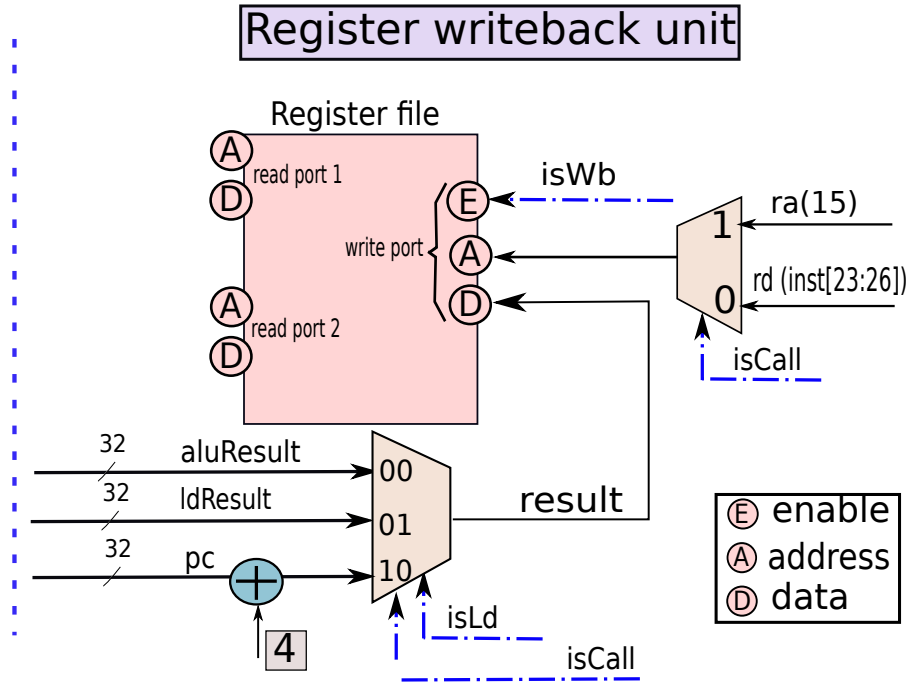 Register writeback unit
Register file
A
read port 1
D
isWb
E
write port
A
D
1
ra(15)
0
rd (inst[23:26])
isCall
A
read port 2
D
32
aluResult
00
32
ldResult
01
result
32
pc
10
4
isLd
isCall
E enable
A address
D data